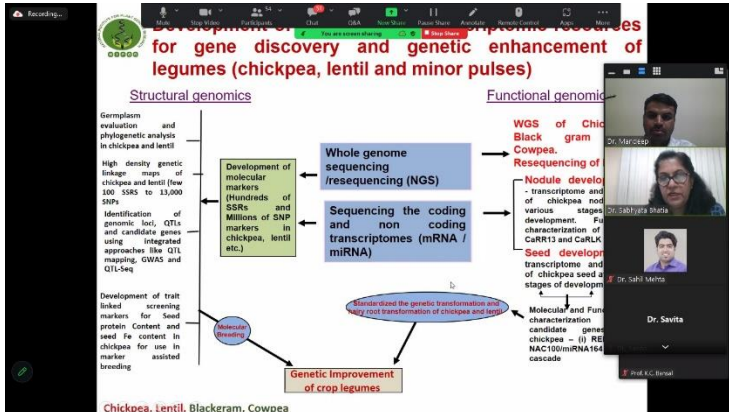 Recording...
Mute
Stop Video
Participants
54
Chat
Q&A
New Share
Pause Share
Annotate
Remote Control
Apps
More
You are screen sharing
Stop Share
for gene discovery and genetic enhancement of
legumes (chickpea, lentil and minor pulses)
Structural genomics
Germplasm
evaluation and
phylogenetic analysis
in chickpea and lentil
High density genetic
linkage maps of
chickpea and lentil (few
100 SSRS to 13,000
SNPs
Identification of
genomic loci, QTLs
and candidate genes
using integrated
approaches like QTL
mapping, GWAS and
QTL-Seq
Development of trait
linked screening
markers for Seed
protein Content and
seed Fe content In
chickpea for use in
marker assisted
breeding
Development of
molecular
markers
(Hundreds of
SSRs and
Millions of SNP
markers in
chickpea, lentil
etc.)
Molecular
Breeding
Whole genome
sequencing
/resequencing (NGS)
Sequencing the coding
and non coding
transcriptomes (mRNA /
miRNA)
Standardized the genetic transformation and
hairy root transformation of chickpea and lentil
Genetic Improvement
of crop legumes
Functional genomic
WGS of Chic
Black gram
Cowpea.
Resequencing of
Nodule develo
- transcriptome and
of chickpea nod
various stages
development. Fu
characterization of
CaRR13 and CaRLK
Seed developm
transcriptome and
of chickpea seed a
stages of developm
Molecular and Func
characterization
candidate genes
chickpea – (i) RE
NAC100/miRNA164
cascade
Chickpea, Lentil, Blackgram, Cowpea
Dr. Mandeep
Dr. Sabhyata Bhatia
Dr. Sahil Mehta
Dr. Savita
Prof. K.C. Bansal